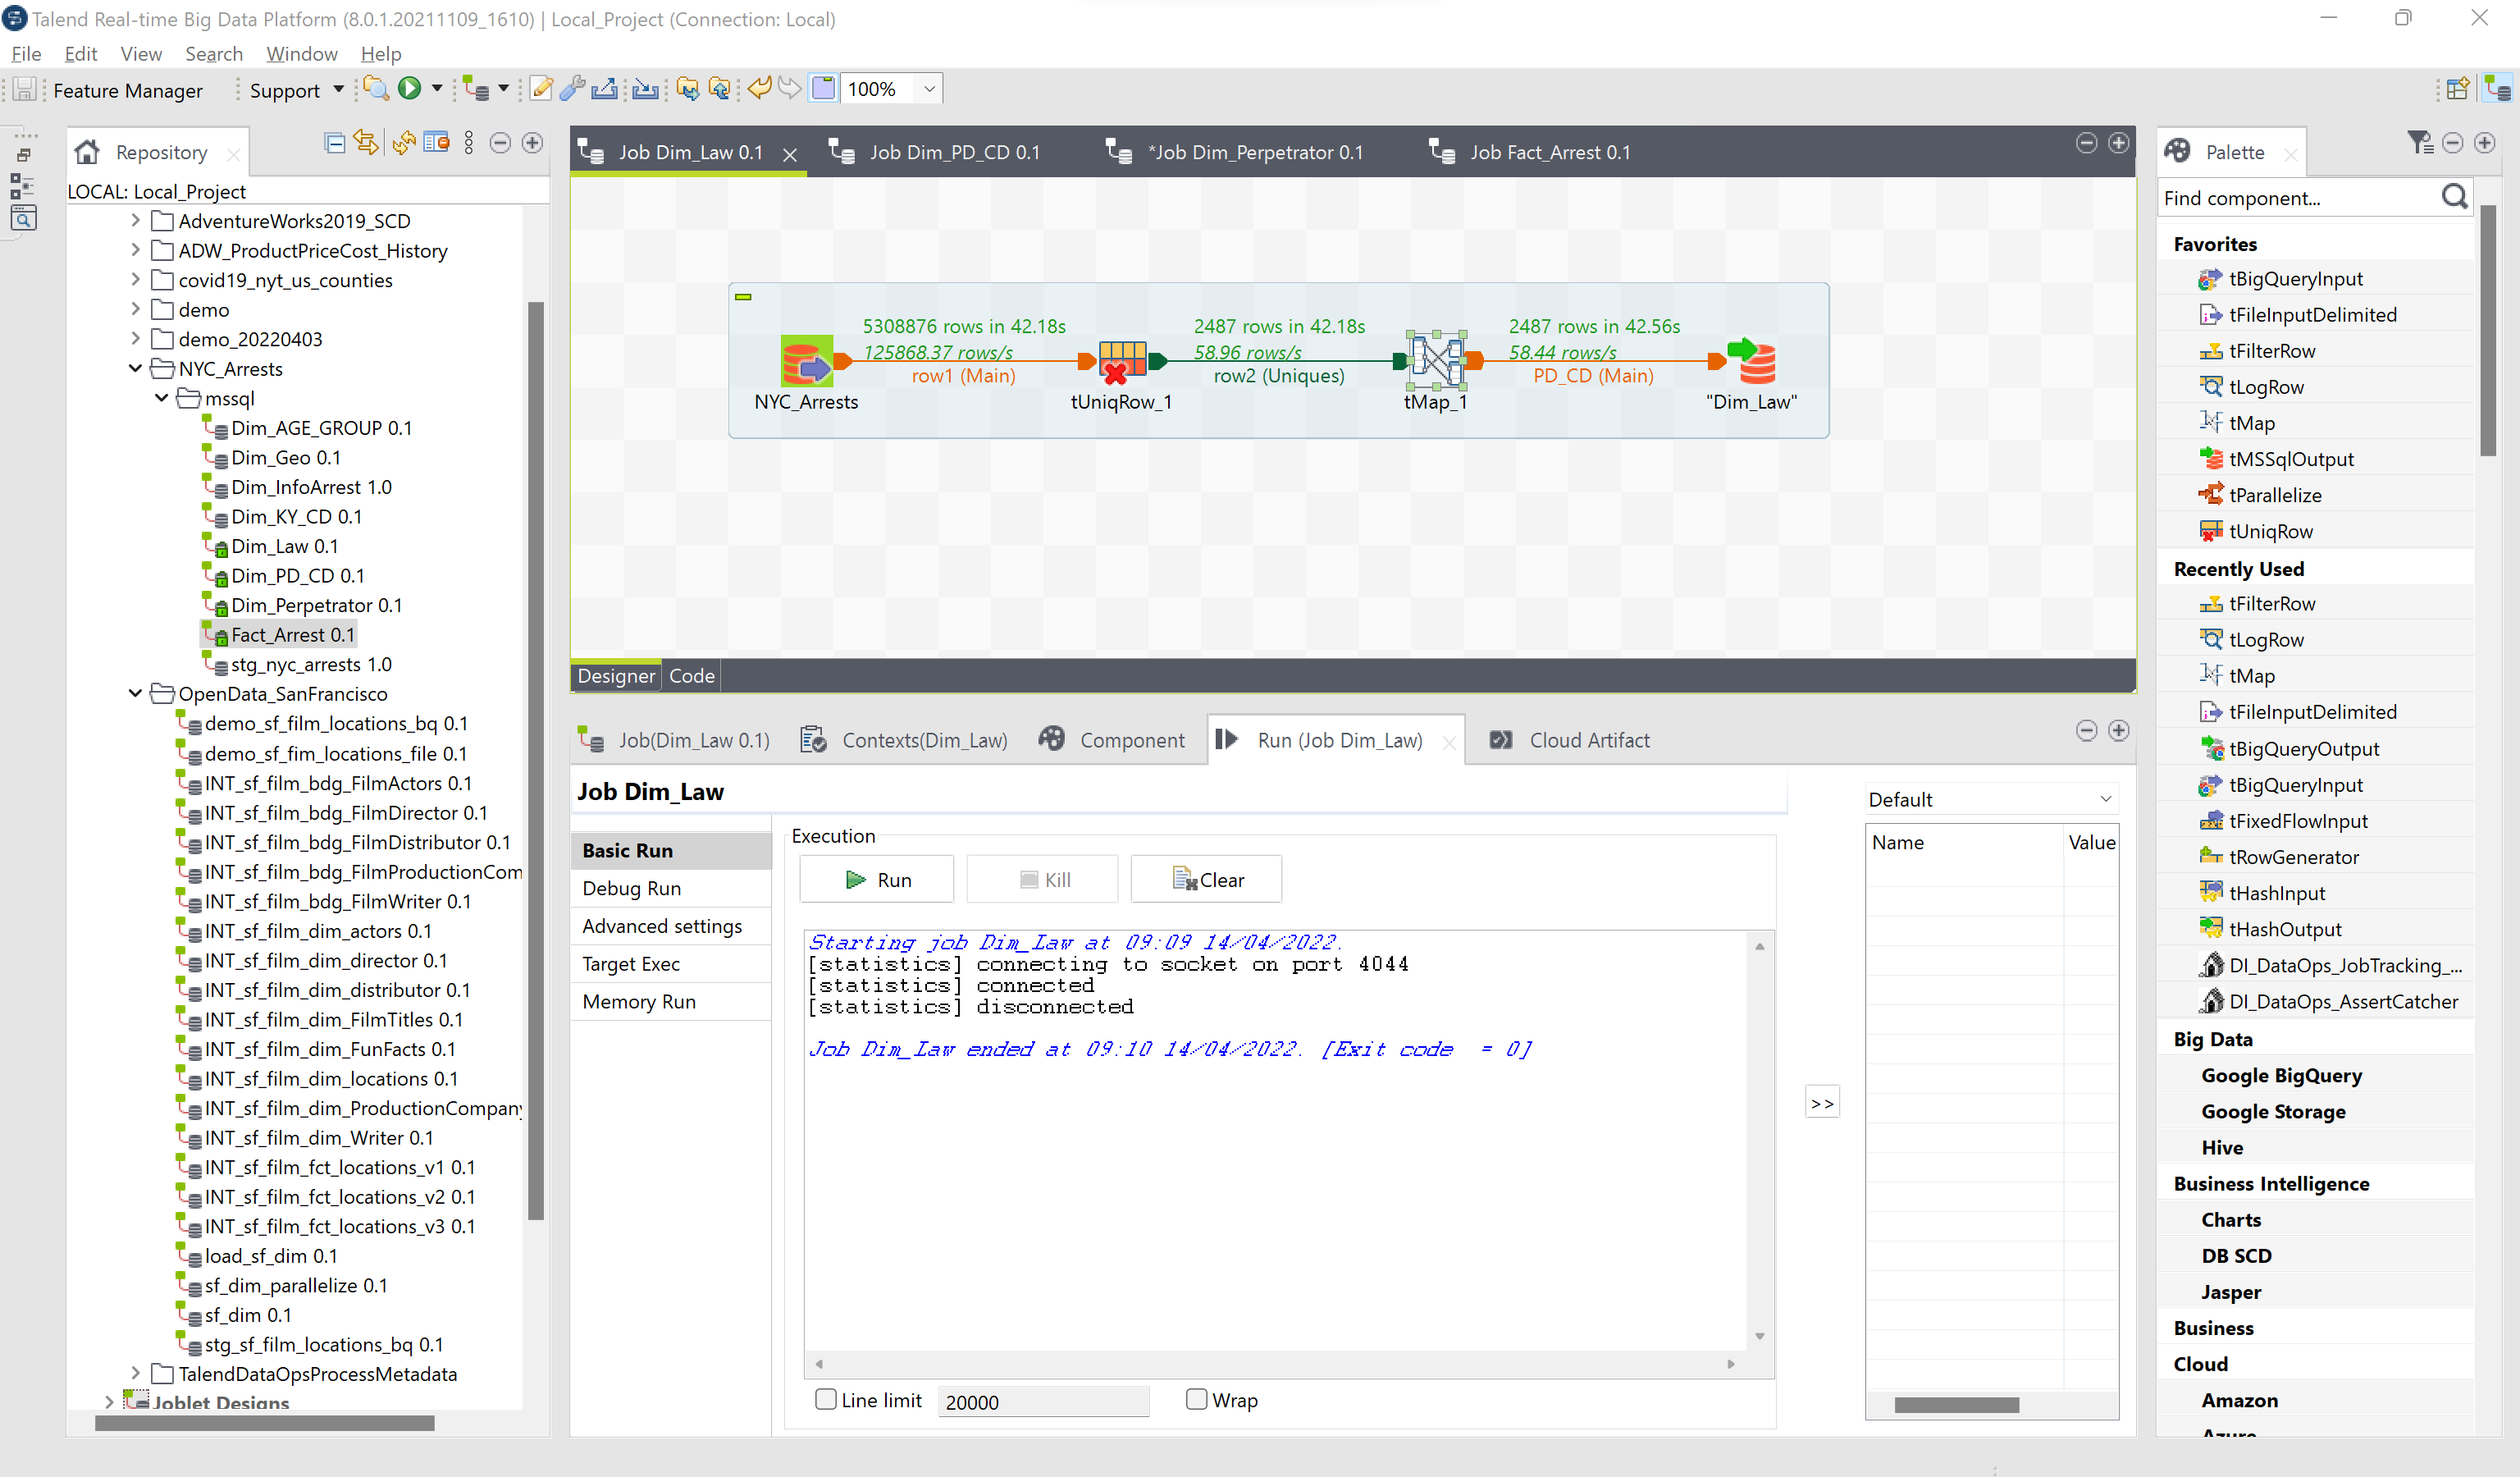 Talend Real-time Big Data Platform (8.0.1.20211109_1610) | Local_Project (Connection: Local)
File Edit View Search Window Help
Feature Manager Support 100%
Repository
LOCAL: Local_Project
AdventureWorks2019_SCD
ADW_ProductPriceCost_History
covid19_nyt_us_counties
demo
demo_20220403
NYC_Arrests
mssql
Dim_AGE_GROUP 0.1
Dim_Geo 0.1
Dim_InfoArrest 1.0
Dim_KY_CD 0.1
Dim_Law 0.1
Dim_PD_CD 0.1
Dim_Perpetrator 0.1
Fact_Arrest 0.1
stg_nyc_arrests 1.0
OpenData_SanFrancisco
demo_sf_film_locations_bq 0.1
demo_sf_fim_locations_file 0.1
INT_sf_film_bdg_FilmActors 0.1
INT_sf_film_bdg_FilmDirector 0.1
INT_sf_film_bdg_FilmDistributor 0.1
INT_sf_film_bdg_FilmProductionCom
INT_sf_film_bdg_FilmWriter 0.1
INT_sf_film_dim_actors 0.1
INT_sf_film_dim_director 0.1
INT_sf_film_dim_distributor 0.1
INT_sf_film_dim_FilmTitles 0.1
INT_sf_film_dim_FunFacts 0.1
INT_sf_film_dim_locations 0.1
INT_sf_film_dim_ProductionCompany
INT_sf_film_dim_Writer 0.1
INT_sf_film_fct_locations_v1 0.1
INT_sf_film_fct_locations_v2 0.1
INT_sf_film_fct_locations_v3 0.1
load_sf_dim 0.1
sf_dim_parallelize 0.1
sf_dim 0.1
stg_sf_film_locations_bq 0.1
TalendDataOpsProcessMetadata
Joblet Designs
Job Dim_Law 0.1 Job Dim_PD_CD 0.1 *Job Dim_Perpetrator 0.1 Job Fact_Arrest 0.1
5308876 rows in 42.18s 2487 rows in 42.18s 2487 rows in 42.56s
125868.37 rows/s 58.96 rows/s 58.44 rows/s
row1 (Main) row2 (Uniques) PD_CD (Main)
NYC_Arrests tUniqRow_1 tMap_1 "Dim_Law"
Designer Code
Job(Dim_Law 0.1) Contexts(Dim_Law) Component Run (Job Dim_Law) Cloud Artifact
Job Dim_Law
Basic Run
Debug Run
Advanced settings
Target Exec
Memory Run
Execution
Run Kill Clear
Starting job Dim_Law at 09:09 14/04/2022.
[statistics] connecting to socket on port 4044
[statistics] connected
[statistics] disconnected
Job Dim_Law ended at 09:10 14/04/2022. [Exit code  = 0]
Line limit 20000 Wrap
>>
Default
Name Value
Palette
Find component...
Favorites
tBigQueryInput
tFileInputDelimited
tFilterRow
tLogRow
tMap
tMSSqlOutput
tParallelize
tUniqRow
Recently Used
tFilterRow
tLogRow
tMap
tFileInputDelimited
tBigQueryOutput
tBigQueryInput
tFixedFlowInput
tRowGenerator
tHashInput
tHashOutput
DI_DataOps_JobTracking_...
DI_DataOps_AssertCatcher
Big Data
Google BigQuery
Google Storage
Hive
Business Intelligence
Charts
DB SCD
Jasper
Business
Cloud
Amazon
Azure